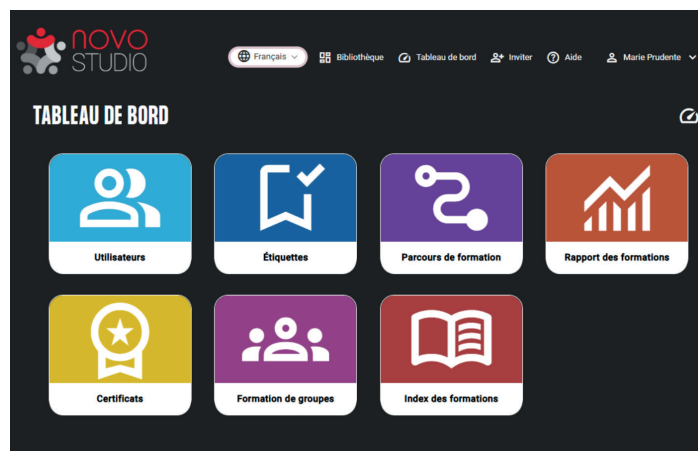 NOVO
STUDIO
Français
Bibliothèque
Tableau de bord
Inviter
Aide
Marie Prudente
TABLEAU DE BORD
Utilisateurs
Étiquettes
Parcours de formation
Rapport des formations
Certificats
Formation de groupes
Index des formations